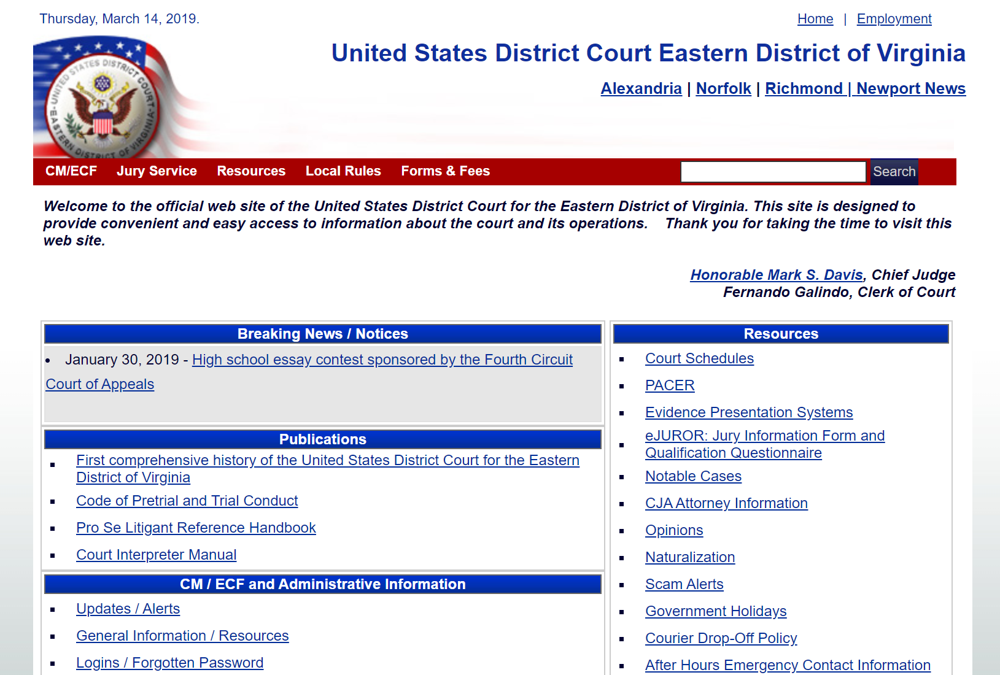 Thursday, March 14, 2019.
Home | Employment
UNITED STATES DISTRICT COURT
EASTERN DISTRICT OF VIRGINIA
United States District Court Eastern District of Virginia
Alexandria | Norfolk | Richmond | Newport News
CM/ECF Jury Service Resources Local Rules Forms & Fees Search
Welcome to the official web site of the United States District Court for the Eastern District of Virginia. This site is designed to
provide convenient and easy access to information about the court and its operations. Thank you for taking the time to visit this
web site.
Honorable Mark S. Davis, Chief Judge
Fernando Galindo, Clerk of Court
Breaking News / Notices
• January 30, 2019 - High school essay contest sponsored by the Fourth Circuit
Court of Appeals
Publications
First comprehensive history of the United States District Court for the Eastern
District of Virginia
Code of Pretrial and Trial Conduct
Pro Se Litigant Reference Handbook
Court Interpreter Manual
CM / ECF and Administrative Information
Updates / Alerts
General Information / Resources
Logins / Forgotten Password
Resources
Court Schedules
PACER
Evidence Presentation Systems
eJUROR: Jury Information Form and
Qualification Questionnaire
Notable Cases
CJA Attorney Information
Opinions
Naturalization
Scam Alerts
Government Holidays
Courier Drop-Off Policy
After Hours Emergency Contact Information